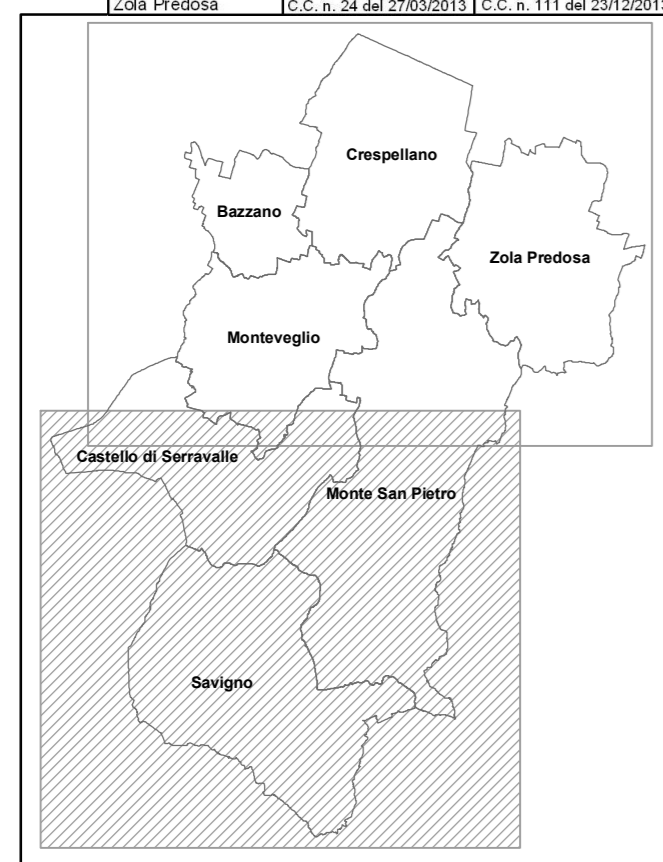 Zola Predosa C.C. n. 24 del 27/03/2013 C.C. n. 111 del 23/12/2013
Crespellano
Bazzano
Zola Predosa
Monteveglio
Castello di Serravalle
Monte San Pietro
Savigno